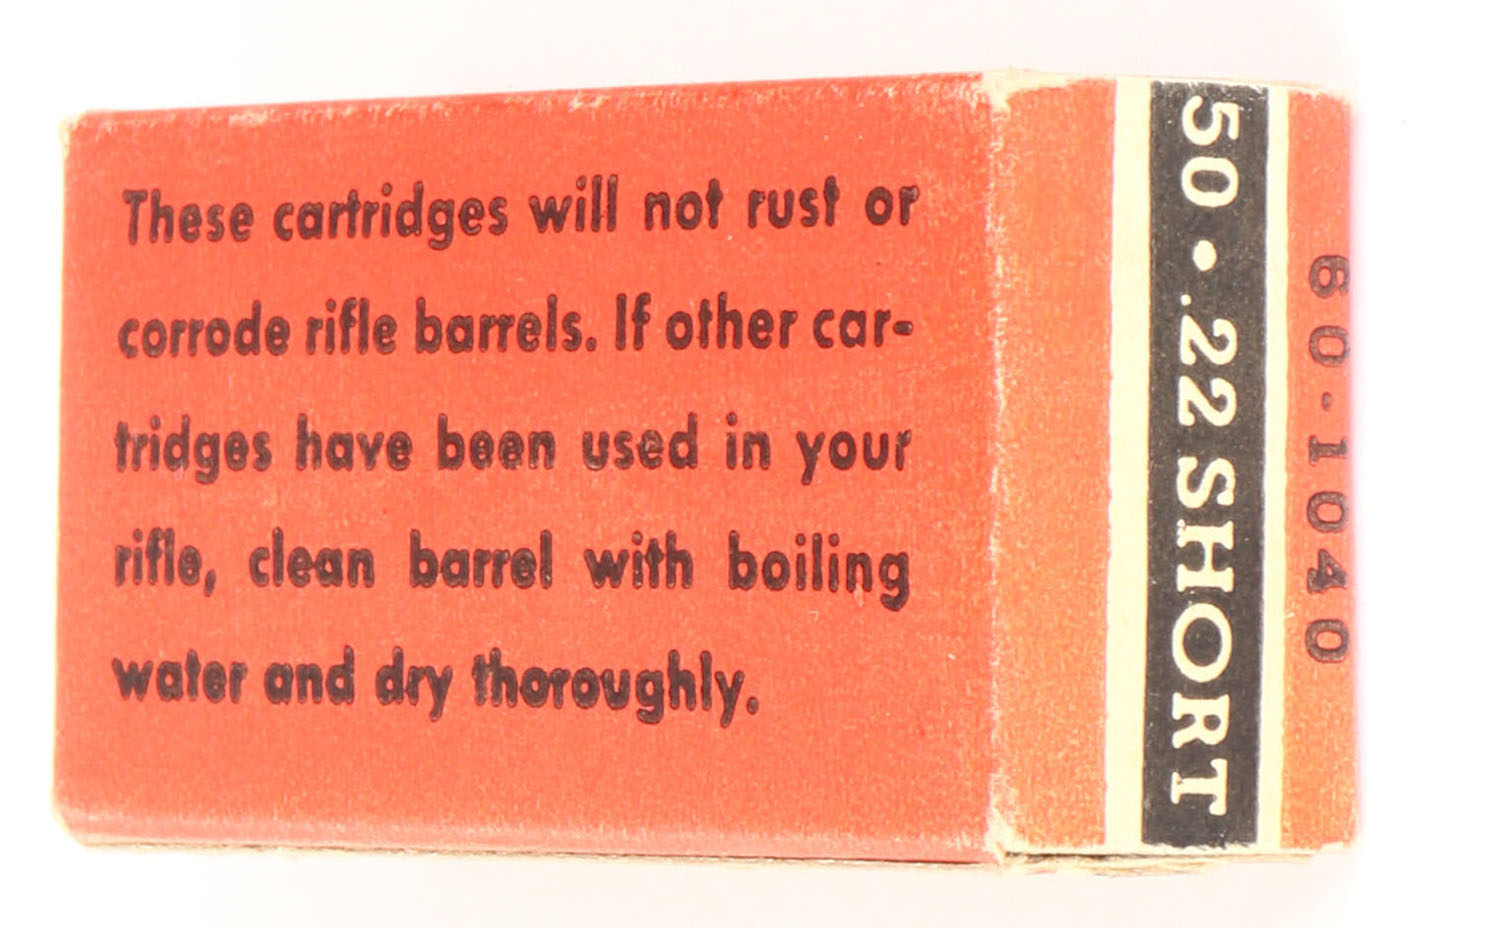 These cartridges will not rust or
corrode rifle barrels. If other car-
tridges have been used in your
rifle, clean barrel with boiling
water and dry thoroughly.
60-1040
50 • .22 SHORT